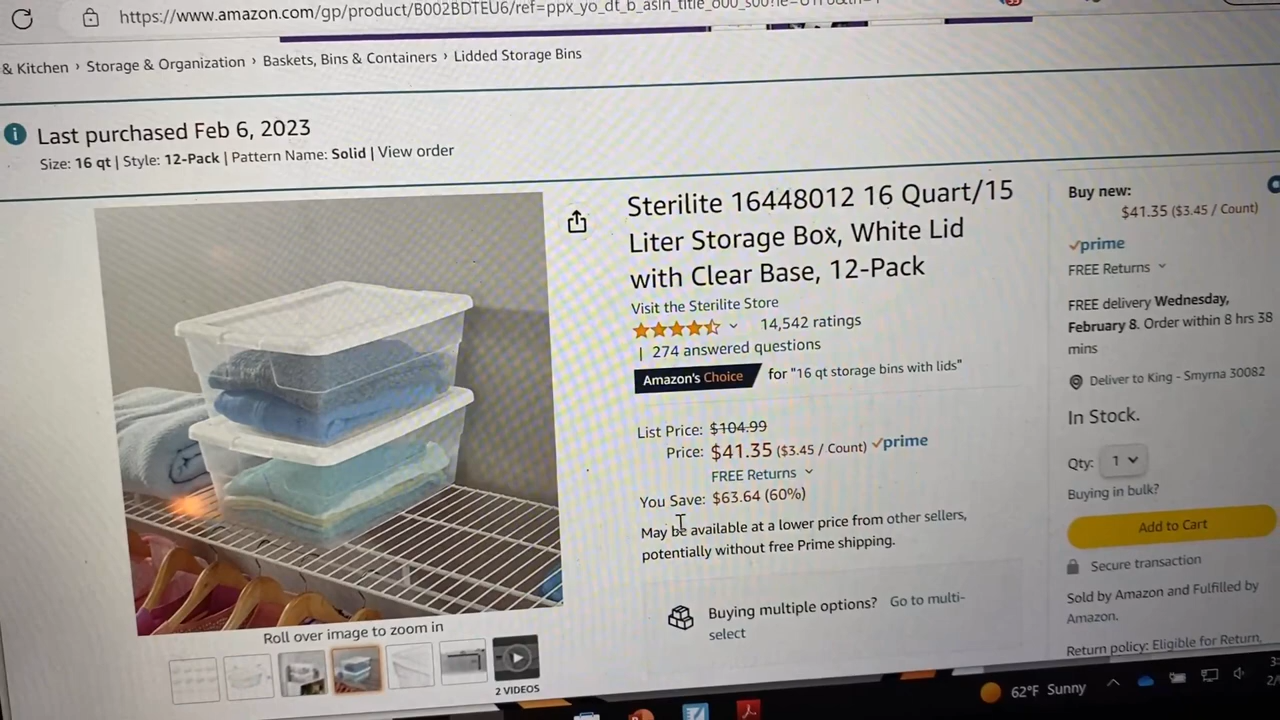 https://www.amazon.com/gp/product/B002BDTEU6/
& Kitchen › Storage & Organization › Baskets, Bins & Containers › Lidded Storage Bins
Last purchased Feb 6, 2023
Size: 16 qt | Style: 12-Pack | Pattern Name: Solid | View order
Sterilite 16448012 16 Quart/15
Liter Storage Box, White Lid
with Clear Base, 12-Pack
Visit the Sterilite Store
14,542 ratings
| 274 answered questions
Amazon's Choice for "16 qt storage bins with lids"
List Price: $104.99
Price: $41.35 ($3.45 / Count) prime
FREE Returns
You Save: $63.64 (60%)
May be available at a lower price from other sellers,
potentially without free Prime shipping.
Buying multiple options? Go to multi-
select
Roll over image to zoom in
2 VIDEOS
Buy new:
$41.35 ($3.45 / Count)
prime
FREE Returns
FREE delivery Wednesday,
February 8. Order within 8 hrs 38
mins
Deliver to King - Smyrna 30082
In Stock.
Qty: 1
Buying in bulk?
Add to Cart
Secure transaction
Sold by Amazon and Fulfilled by
Amazon.
Return policy: Eligible for Return,
62°F Sunny